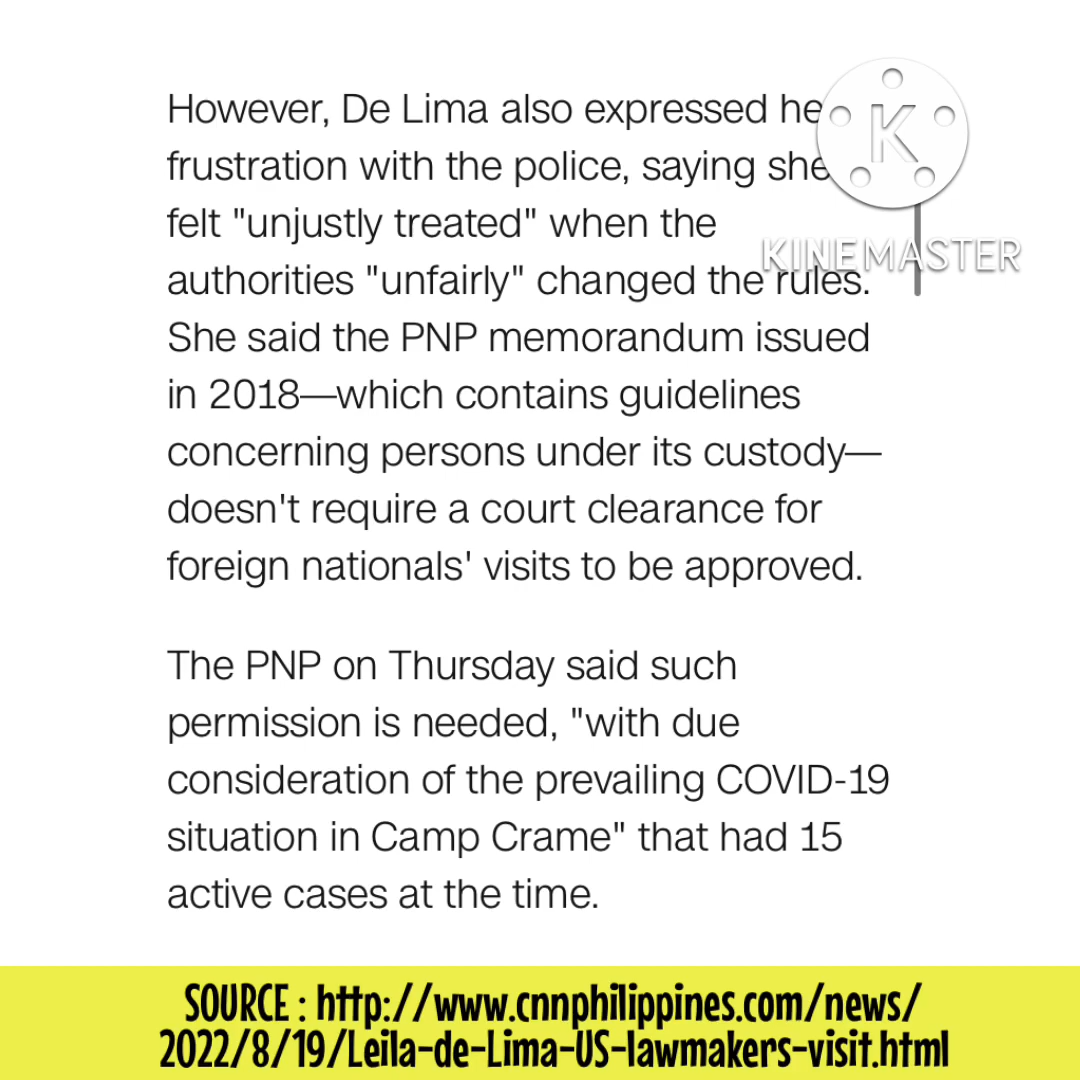 However, De Lima also expressed he
frustration with the police, saying she
felt "unjustly treated" when the
authorities "unfairly" changed the rules.
She said the PNP memorandum issued
in 2018—which contains guidelines
concerning persons under its custody—
doesn't require a court clearance for
foreign nationals' visits to be approved.
The PNP on Thursday said such
permission is needed, "with due
consideration of the prevailing COVID-19
situation in Camp Crame" that had 15
active cases at the time.
K
KINEMASTER
SOURCE : http://www.cnnphilippines.com/news/
2022/8/19/Leila-de-Lima-US-lawmakers-visit.html